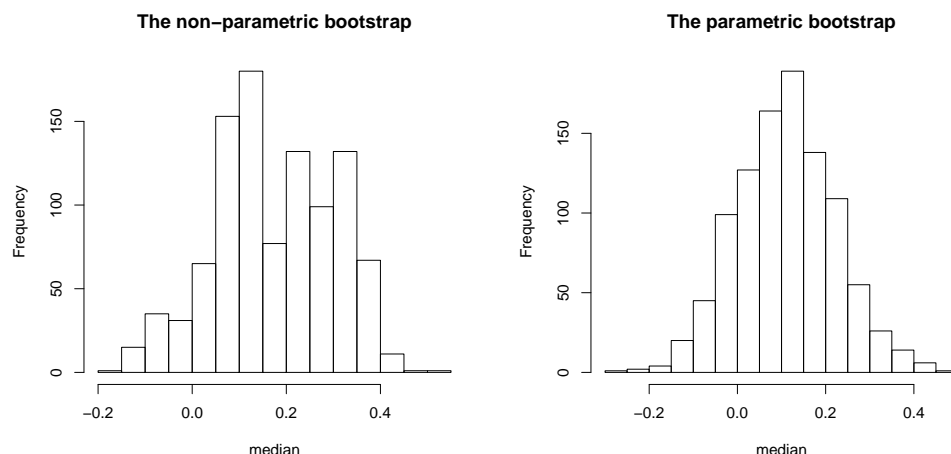 The non−parametric bootstrap
Frequency
150
100
50
0
−0.2 0.0 0.2 0.4
median
The parametric bootstrap
Frequency
150
100
50
0
−0.2 0.0 0.2 0.4
median